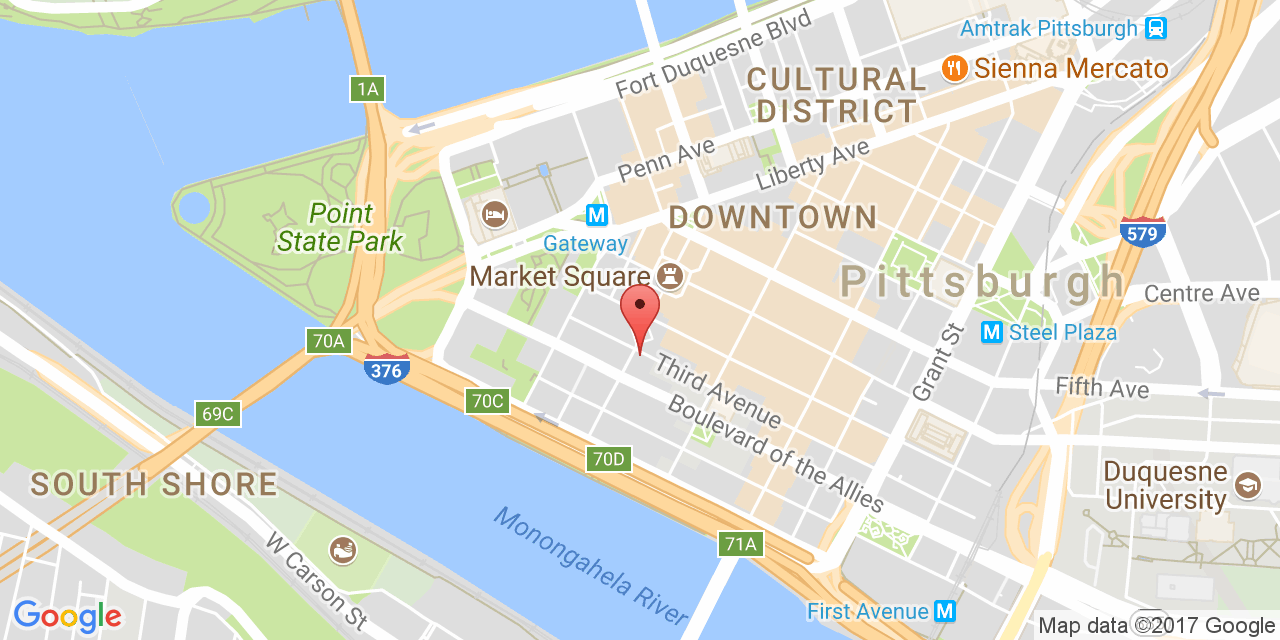 Amtrak Pittsburgh
Fort Duquesne Blvd
CULTURAL
DISTRICT
Sienna Mercato
1A
Penn Ave
Liberty Ave
Point
State Park
M
Gateway
DOWNTOWN
579
Market Square
Pittsburgh
Centre Ave
70A
376
M Steel Plaza
Third Avenue
Grant St
Fifth Ave
69C
70C
Boulevard of the Allies
70D
SOUTH SHORE
Duquesne
University
Monongahela River
71A
W Carson St
Google
First Avenue M
Map data ©2017 Google